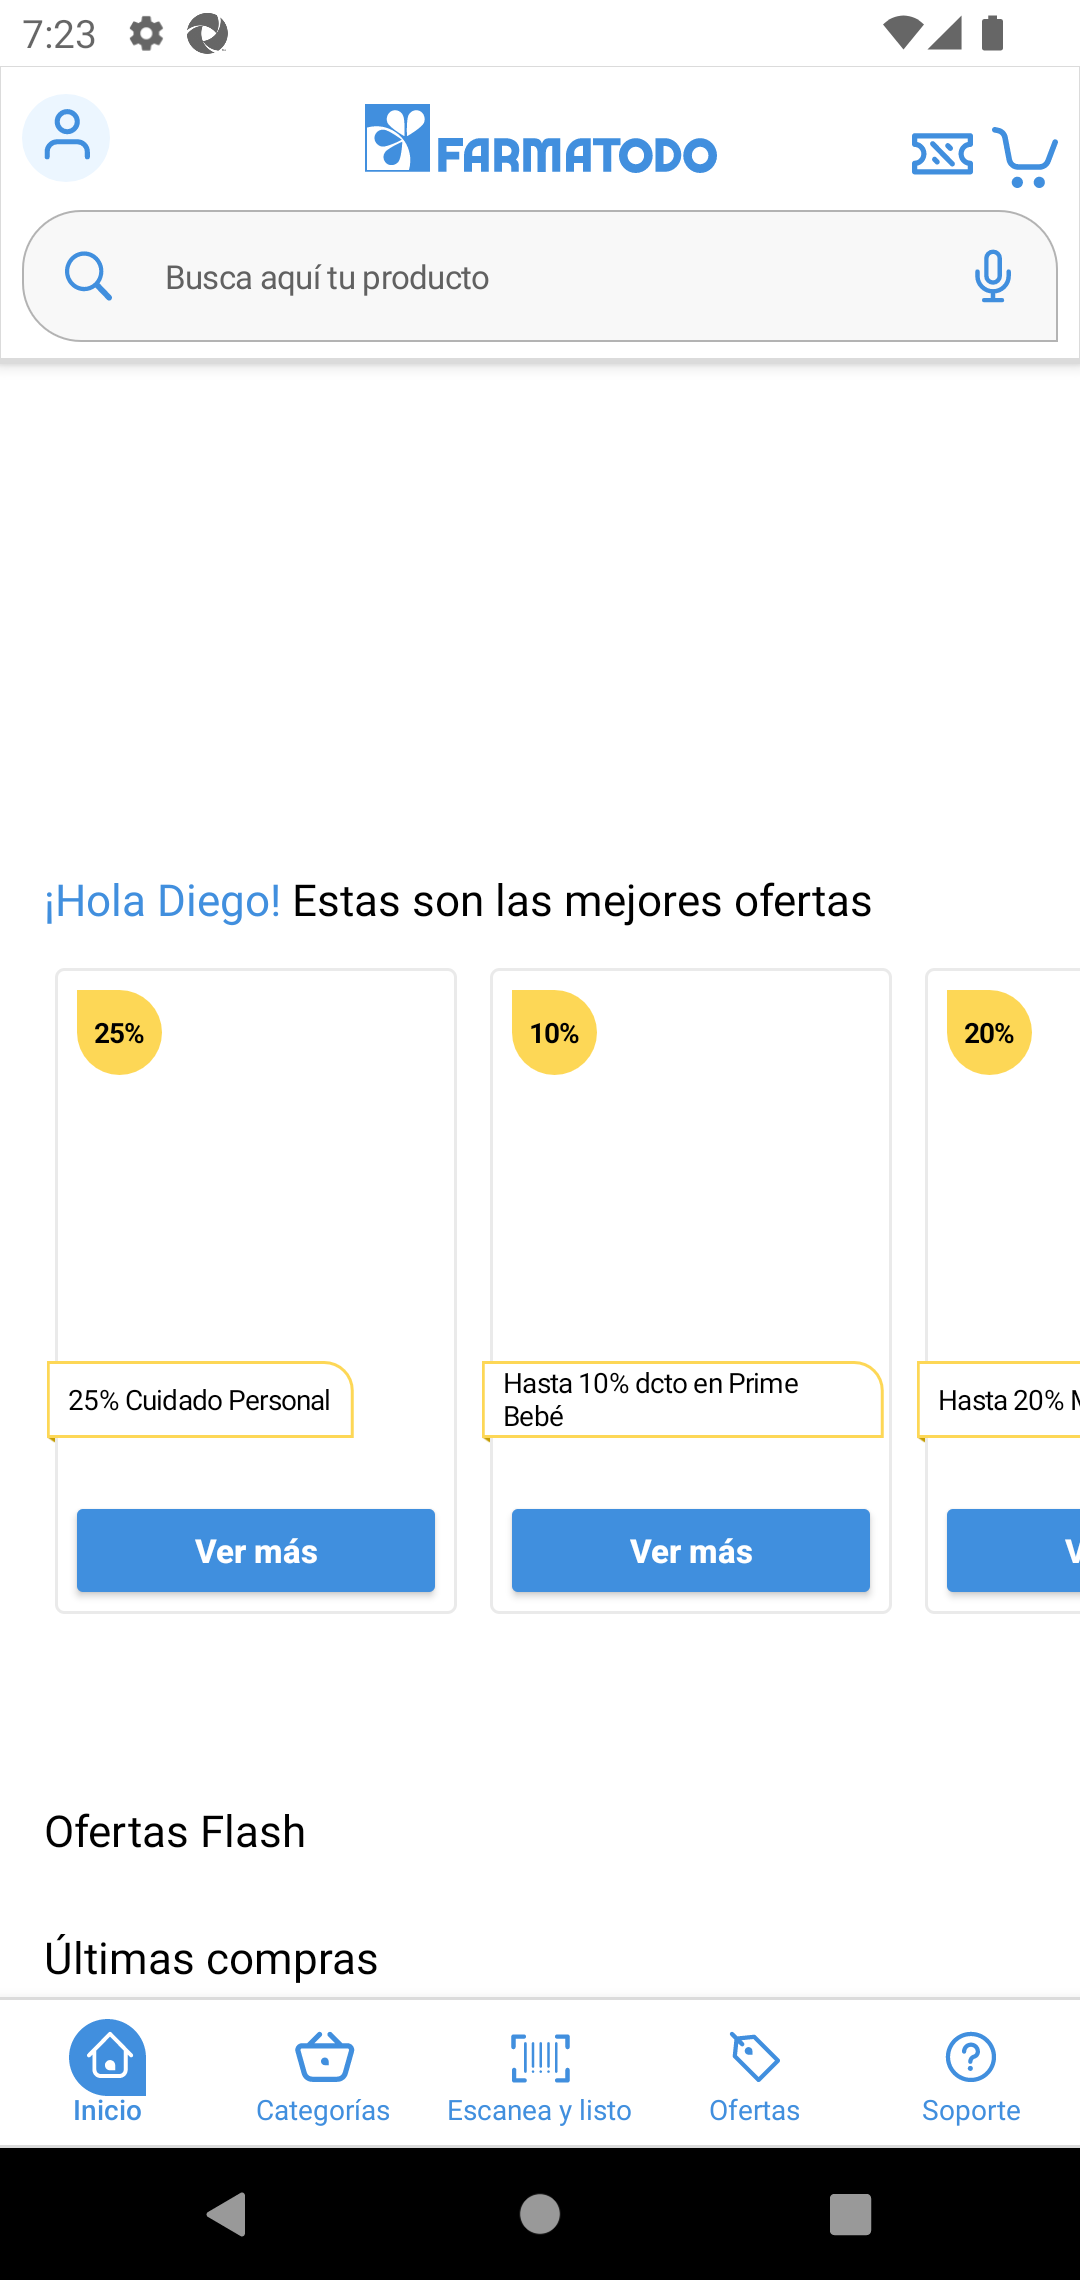 7:23
FARMATODO
Busca aquí tu producto
¡Hola Diego! Estas son las mejores ofertas
25%
10%
20%
25% Cuidado Personal
Hasta 10% dcto en Prime
Bebé
Hasta 20%
Ver más
Ver más
Ofertas Flash
Últimas compras
Inicio
Categorías
Escanea y listo
Ofertas
Soporte